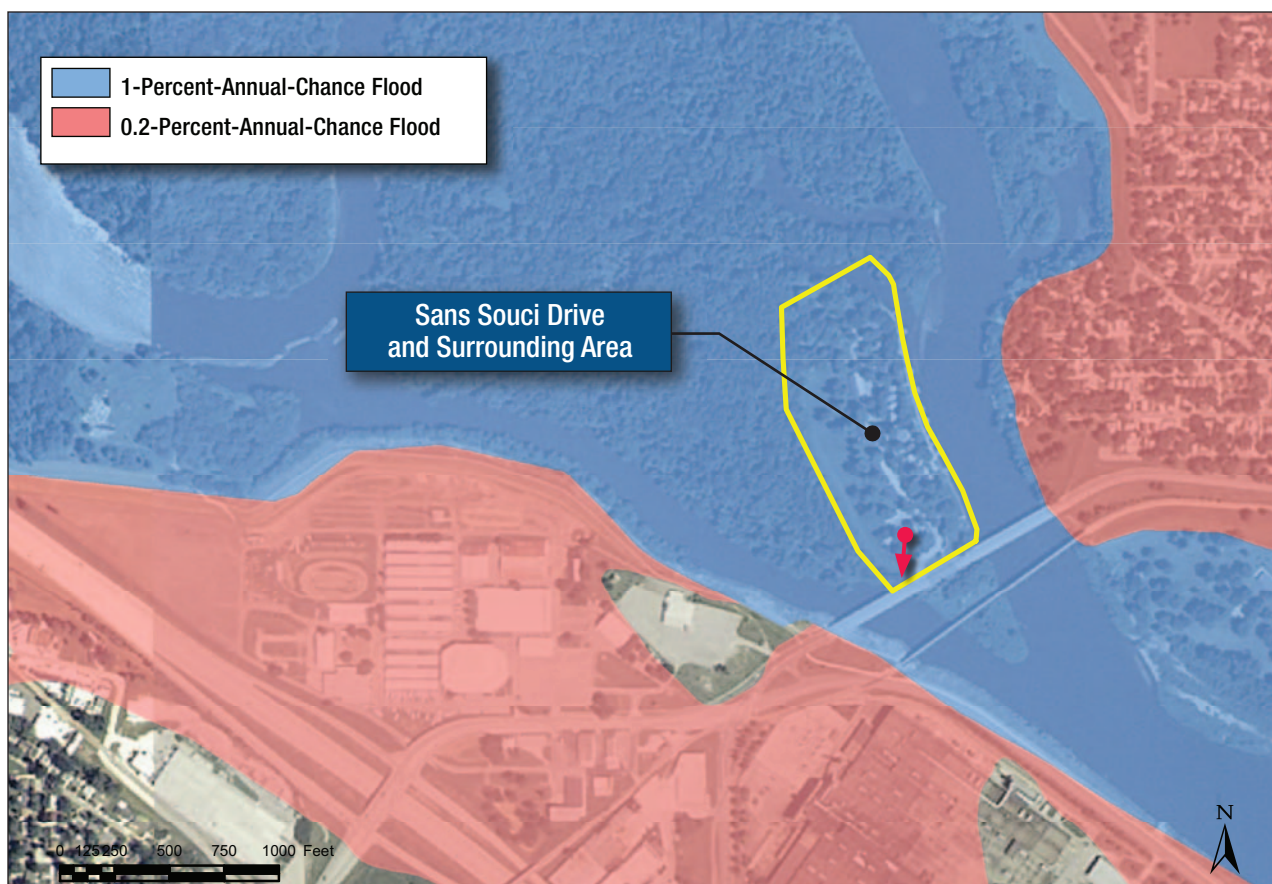 1-Percent-Annual-Chance Flood
0.2-Percent-Annual-Chance Flood
Sans Souci Drive
and Surrounding Area
N
0 125 250 500 750 1000 Feet